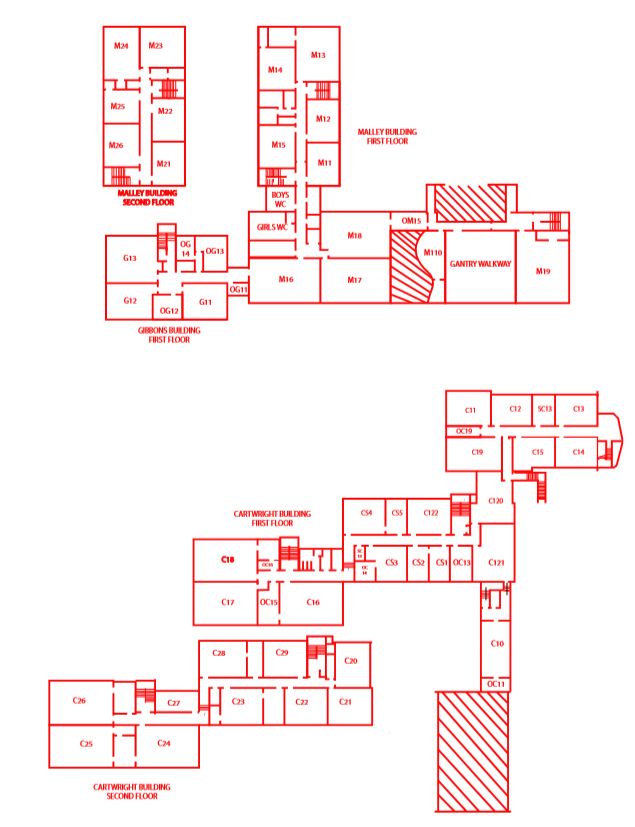 M24
M23
M25
M22
M26
M21
MALLEY BUILDING
SECOND FLOOR
M13
M14
M12
M15
M11
BOYS
WC
GIRLS WC
MALLEY BUILDING
FIRST FLOOR
M18
OM15
M110
GANTRY WALKWAY
M19
M16
M17
G13
OG
14
OG13
G12
OG12
G11
OG11
GIBBONS BUILDING
FIRST FLOOR
C11
C12
SC13
C13
OC19
C19
C15
C14
C120
CARTWRIGHT BUILDING
FIRST FLOOR
CS4
CS5
C122
C18
CS3
CS2
CS1
OC13
C121
C17
OC15
C16
C10
OC11
C28
C29
C20
C26
C27
C23
C22
C21
C25
C24
CARTWRIGHT BUILDING
SECOND FLOOR